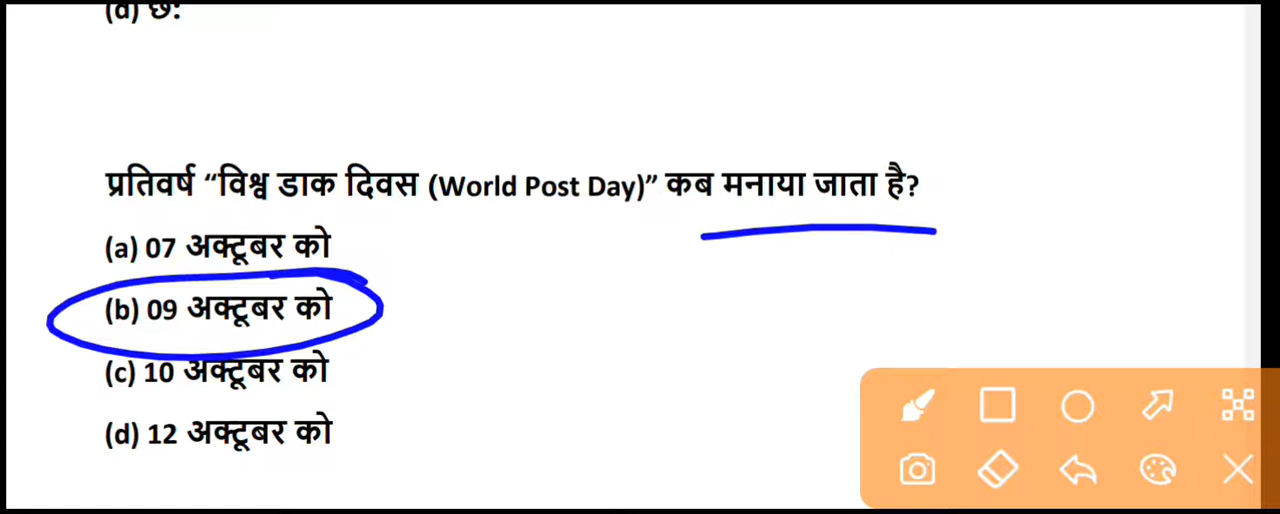 (d) छ:
प्रतिवर्ष “विश्व डाक दिवस (World Post Day)” कब मनाया जाता है?
(a) 07 अक्टूबर को
(b) 09 अक्टूबर को
(c) 10 अक्टूबर को
(d) 12 अक्टूबर को